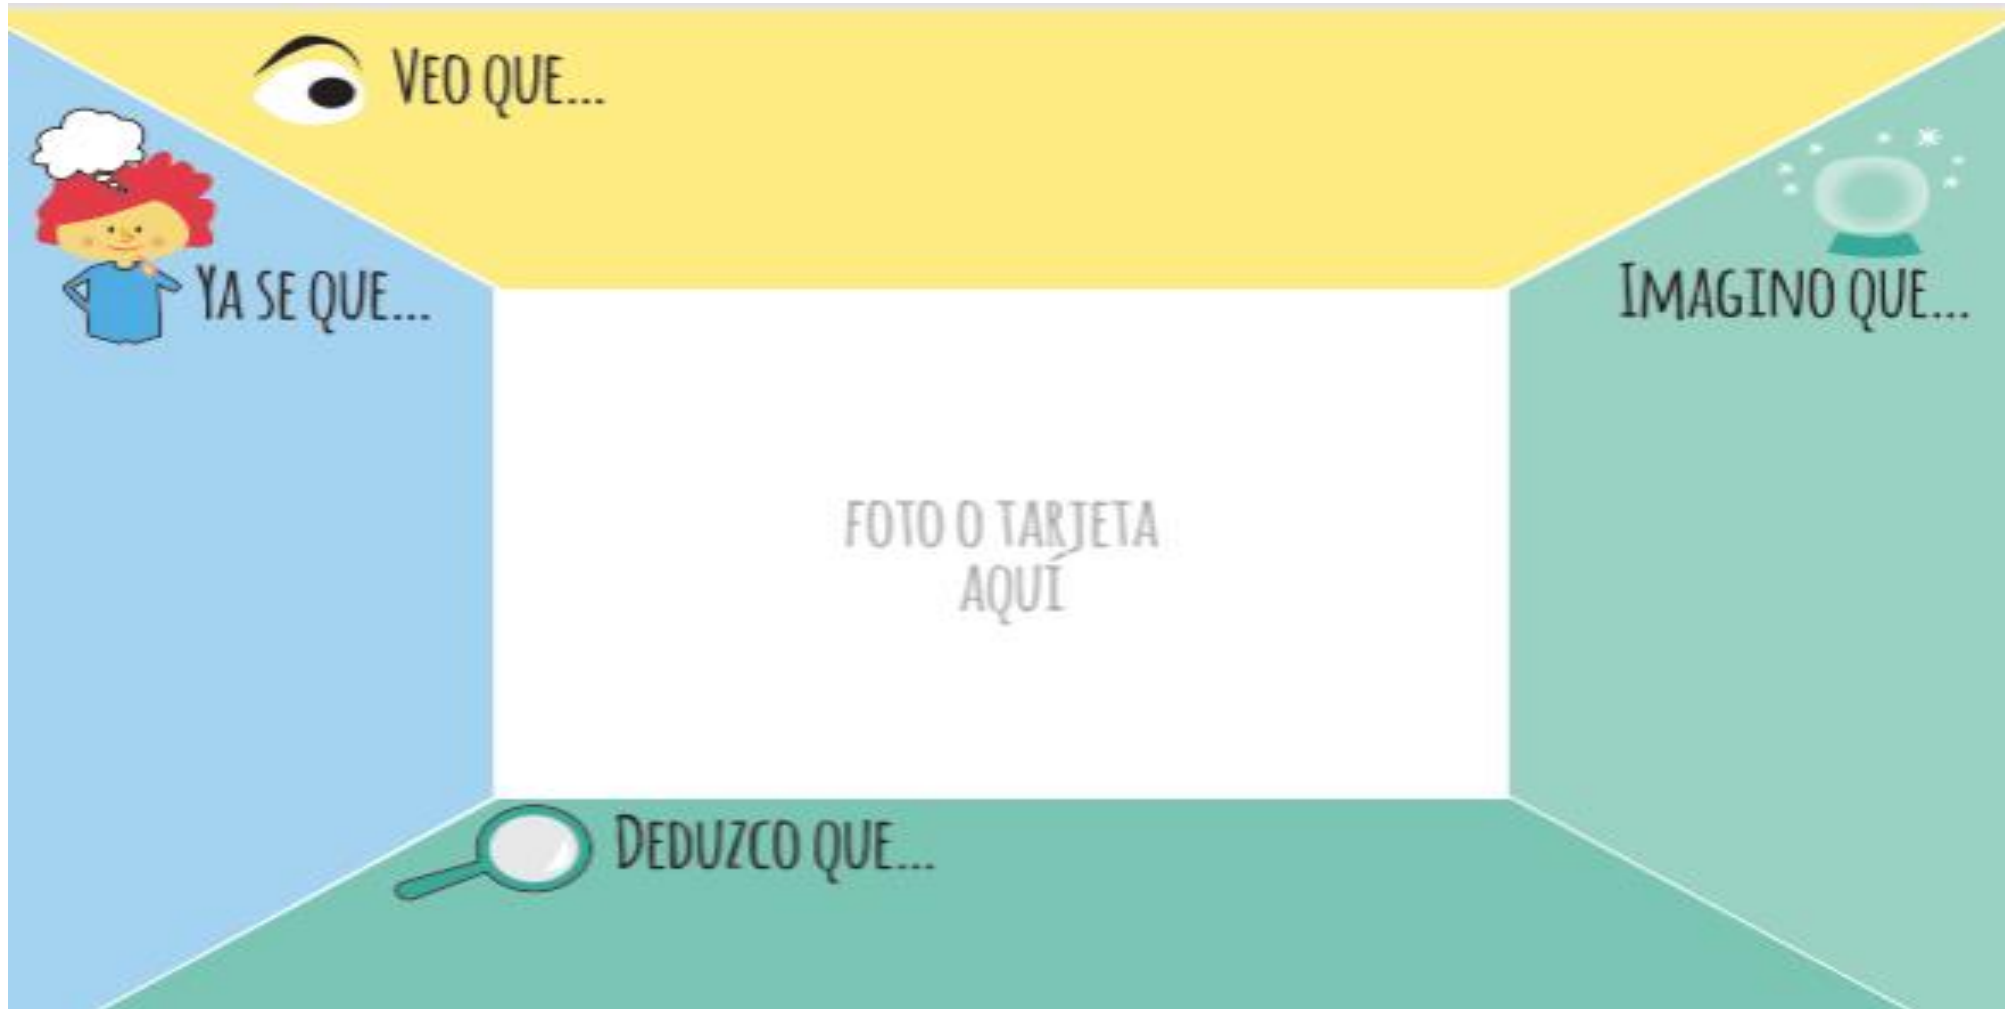 VEO QUE...
YA SE QUE...
IMAGINO QUE...
FOTO O TARJETA
AQUÍ
DEDUZCO QUE...